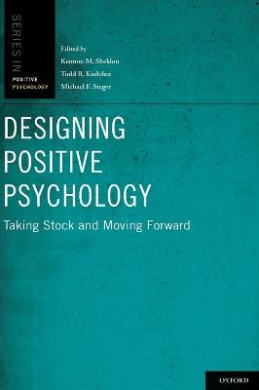 SERIES IN
POSITIVE
PSYCHOLOGY
Edited by
Kennon M. Sheldon
Todd B. Kashdan
Michael F. Steger
DESIGNING
POSITIVE
PSYCHOLOGY
Taking Stock and Moving Forward
OXFORD